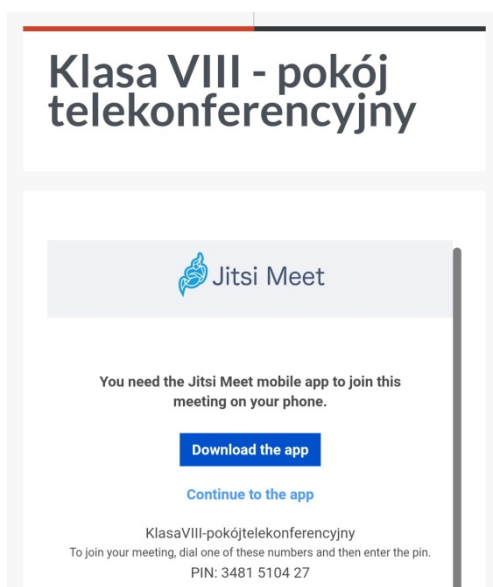 Klasa VIII - pokój
telekonferencyjny
Jitsi Meet
You need the Jitsi Meet mobile app to join this
meeting on your phone.
Download the app
Continue to the app
KlasaVIII-pokójtelekonferencyjny
To join your meeting, dial one of these numbers and then enter the pin.
PIN: 3481 5104 27